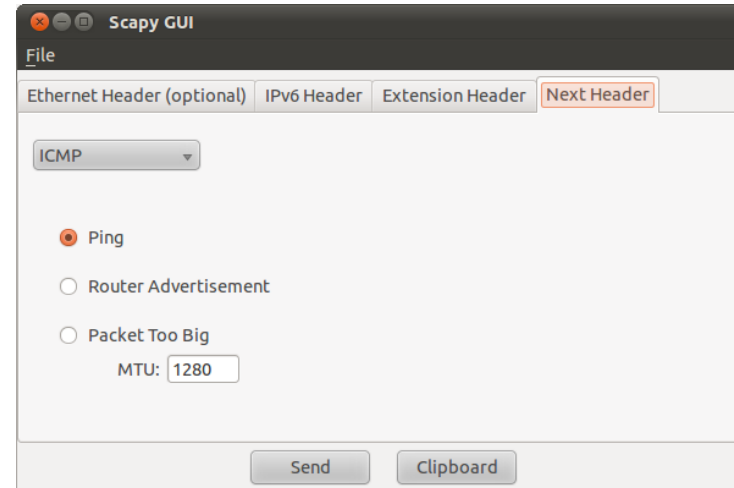 Scapy GUI
File
Ethernet Header (optional) IPv6 Header Extension Header Next Header
ICMP
Ping
Router Advertisement
Packet Too Big
MTU: 1280
Send Clipboard